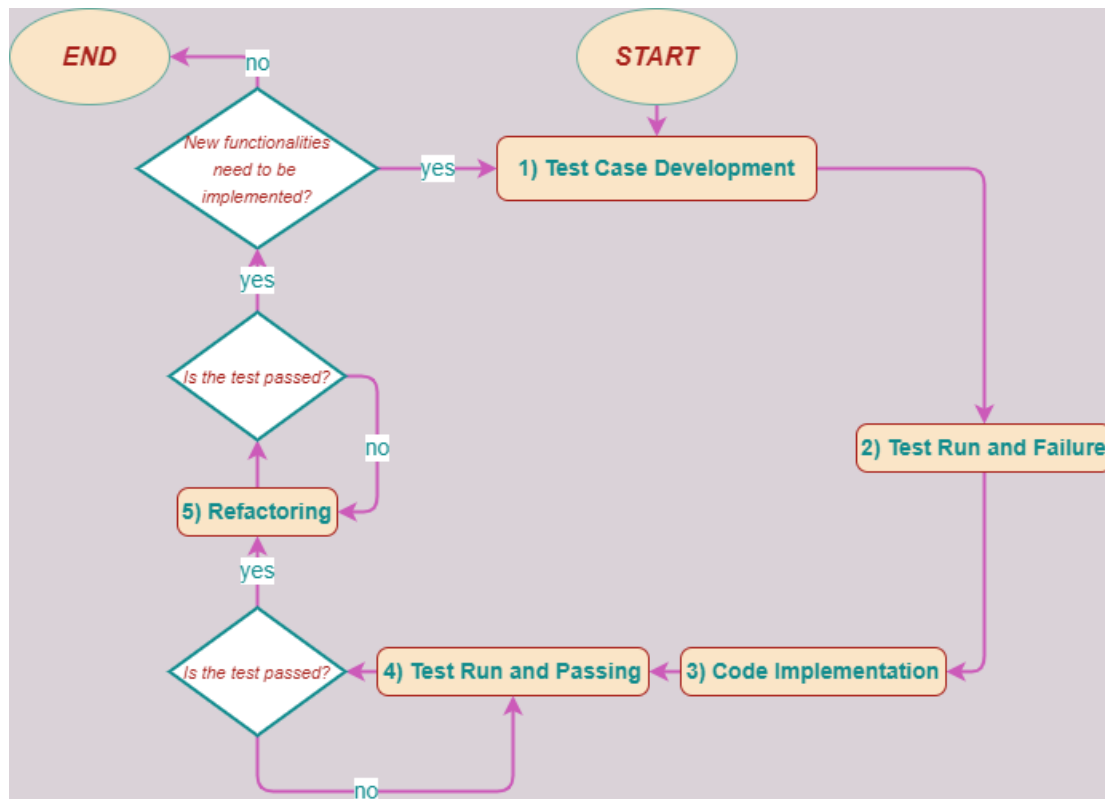 END
START
no
New functionalities
need to be
implemented?
yes
1) Test Case Development
yes
Is the test passed?
no
2) Test Run and Failure
5) Refactoring
yes
Is the test passed?
4) Test Run and Passing
3) Code Implementation
no